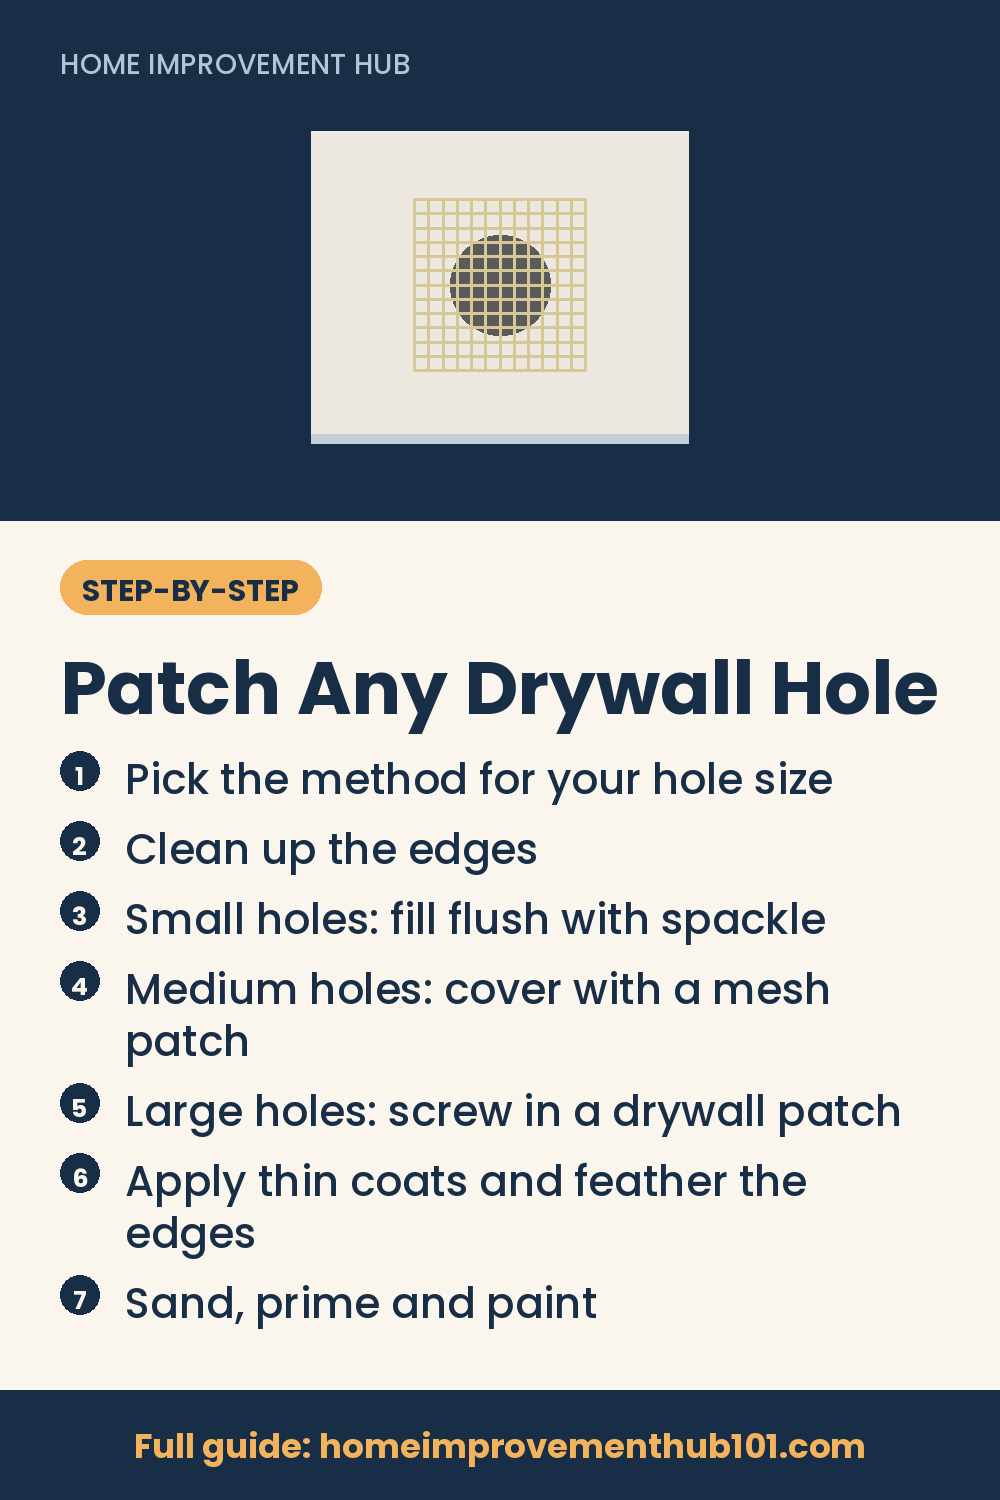 HOME IMPROVEMENT HUB
STEP-BY-STEP
Patch Any Drywall Hole
1 Pick the method for your hole size
2 Clean up the edges
3 Small holes: fill flush with spackle
4 Medium holes: cover with a mesh
patch
5 Large holes: screw in a drywall patch
6 Apply thin coats and feather the
edges
7 Sand, prime and paint
Full guide: homeimprovementhub101.com